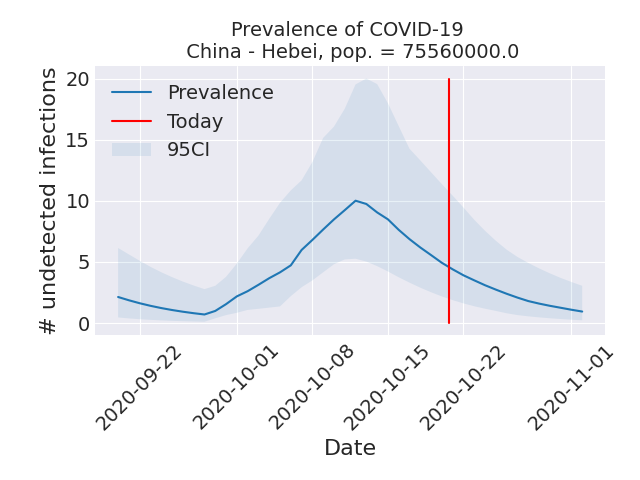 Prevalence of COVID-19
China - Hebei, pop. = 75560000.0
# undetected infections
20
15
10
5
0
Prevalence
Today
95CI
2020-09-22
2020-10-01
2020-10-08
2020-10-15
2020-10-22
2020-11-01
Date